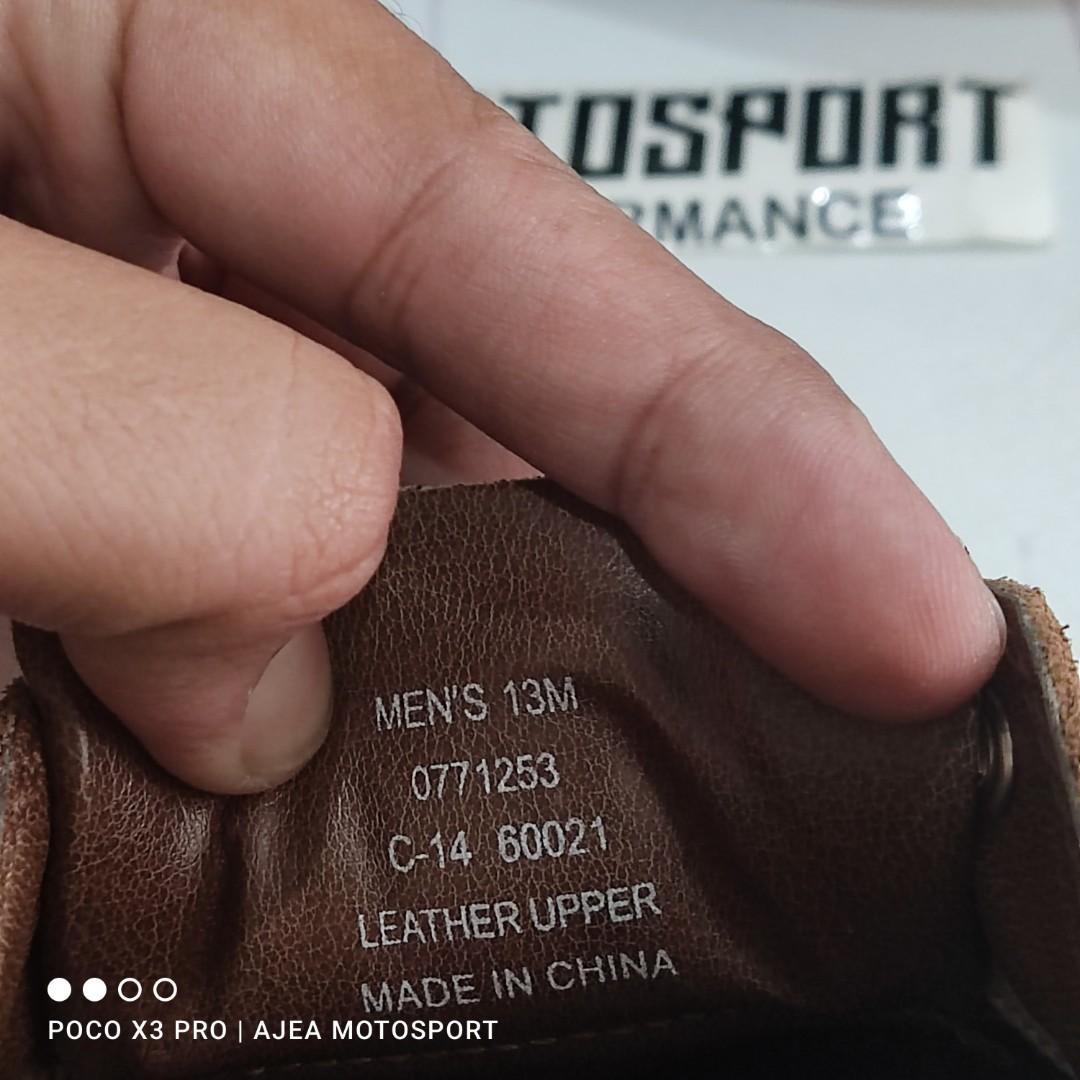 TOSPORT
RMANCE
MEN'S 13M
0771253
C-14 60021
LEATHER UPPER
MADE IN CHINA
POCO X3 PRO | AJEA MOTOSPORT